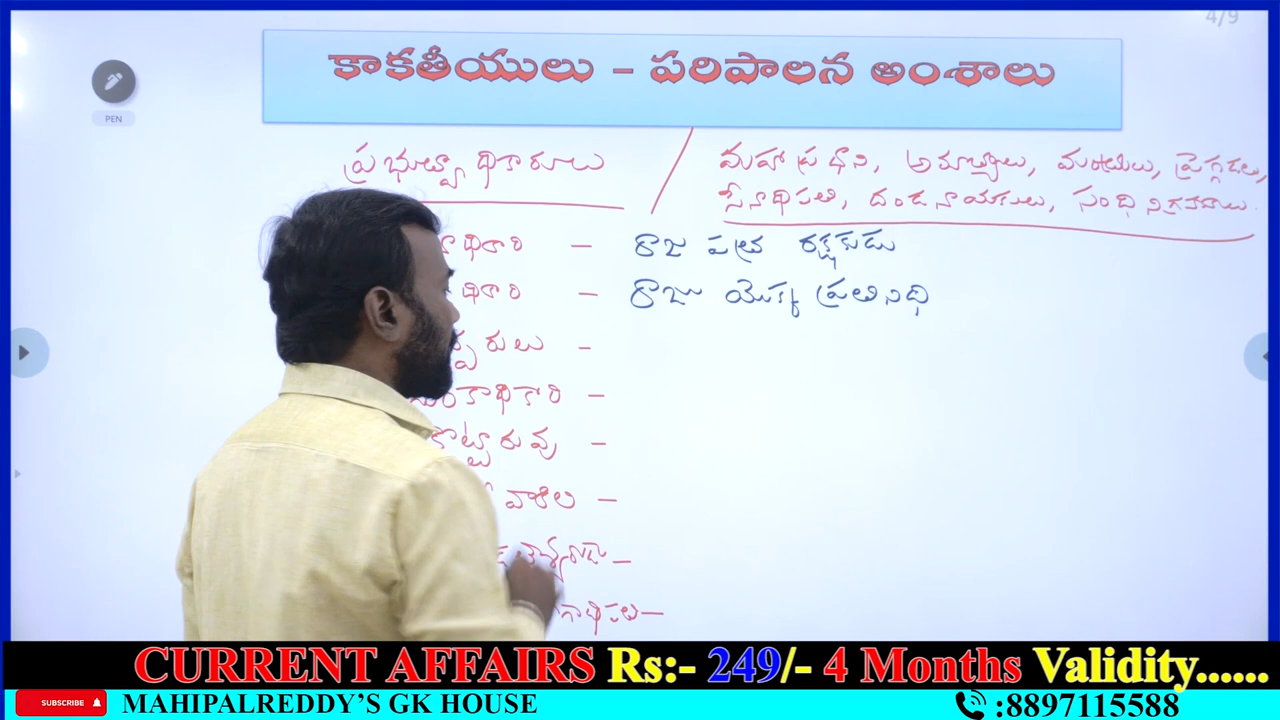 4/9
కాకతీయులు – పరిపాలన అంశాలు
PEN
ప్రభుత్వాధికారులు / మహాప్రధాని, అమాత్యులు, మంత్రులు, ప్రెగ్గడలు,
సేనాధిపతి, దండనాయకులు, సంధి
ధికారి – రాజ పత్ర రక్షకుడు
ధికారి – రాజు యొక్క ప్రతినిధి
రులు –
సుంకాధికారి –
కొట్టారువు –
వాకిలి –
–
–
CURRENT AFFAIRS Rs:- 249/- 4 Months Validity......
SUBSCRIBE MAHIPALREDDY'S GK HOUSE :8897115588